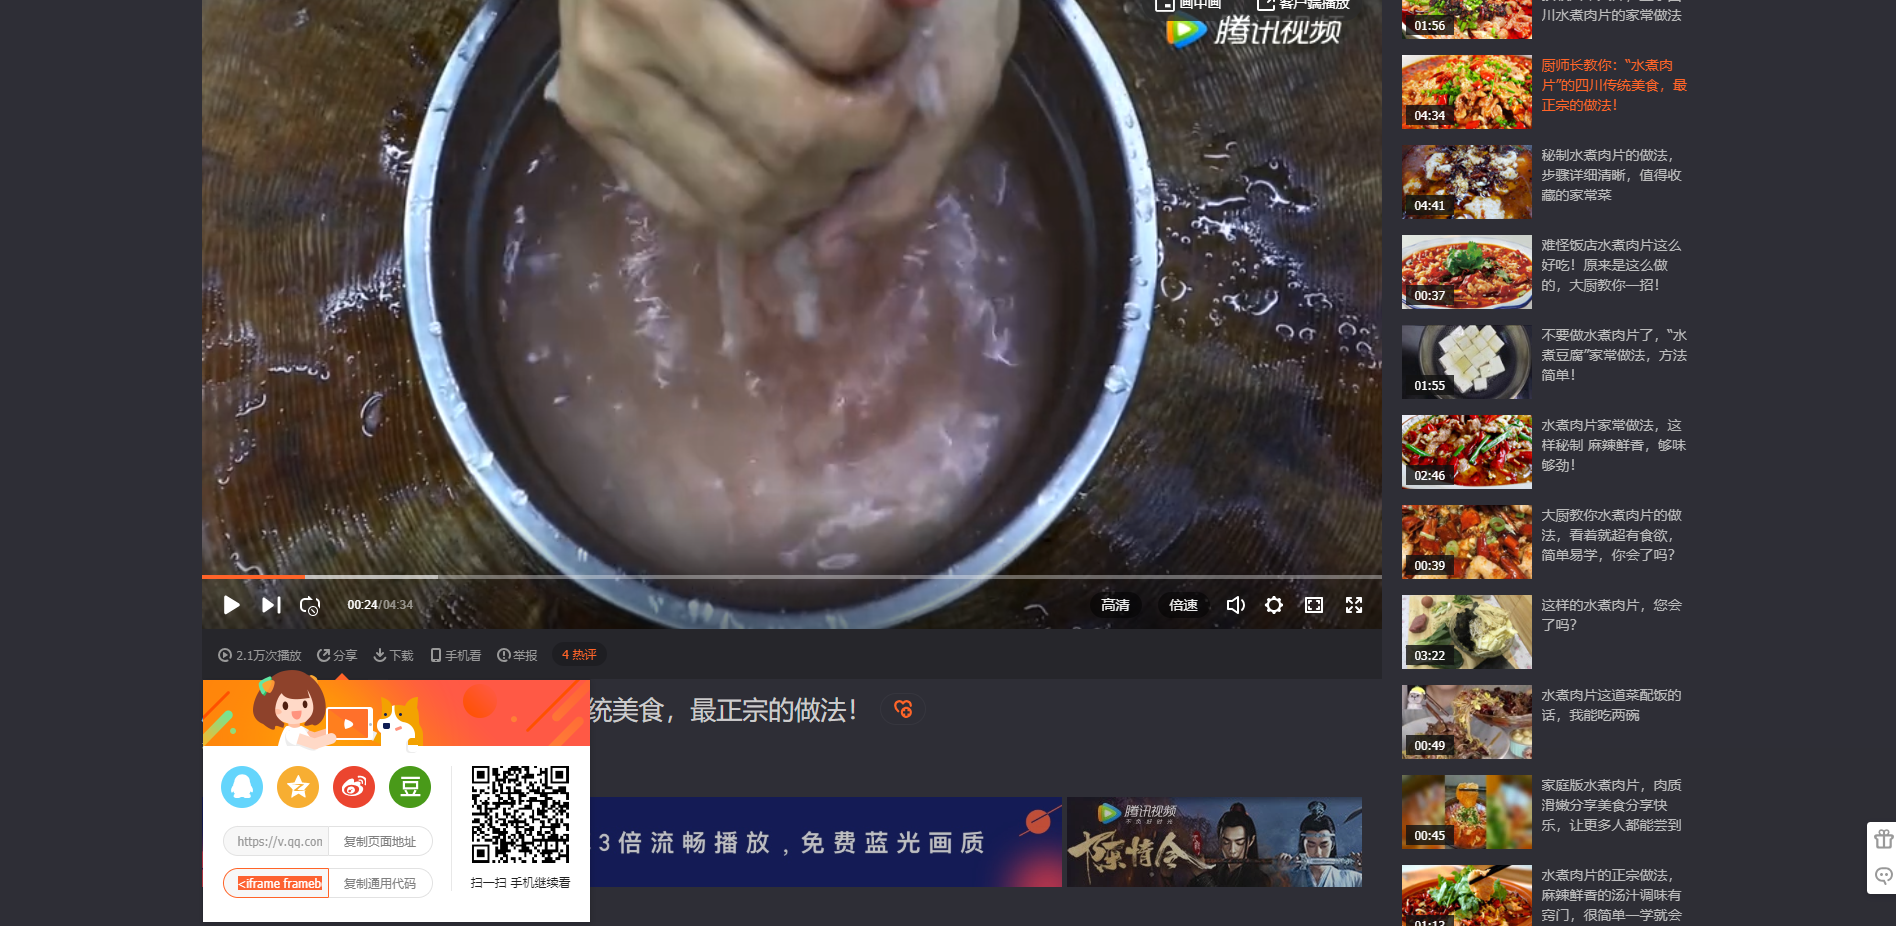 画中画
客户端播放
腾讯视频
00:24/04:34
高清
倍速
2.1万次播放
分享
下载
手机看
举报
4 热评
统美食，最正宗的做法！
https://v.qq.com
复制页面地址
<iframe frameb
复制通用代码
豆
扫一扫 手机继续看
3倍流畅播放，免费蓝光画质
腾讯视频
不负好时光
陈情令
01:56
川水煮肉片的家常做法
04:34
厨师长教你：“水煮肉
片”的四川传统美食，最
正宗的做法！
04:41
秘制水煮肉片的做法，
步骤详细清晰，值得收
藏的家常菜
00:37
难怪饭店水煮肉片这么
好吃！原来是这么做
的，大厨教你一招！
01:55
不要做水煮肉片了，“水
煮豆腐”家常做法，方法
简单！
02:46
水煮肉片家常做法，这
样秘制 麻辣鲜香，够味
够劲！
00:39
大厨教你水煮肉片的做
法，看着就超有食欲，
简单易学，你会了吗？
03:22
这样的水煮肉片，您会
了吗？
00:49
水煮肉片这道菜配饭的
话，我能吃两碗
00:45
家庭版水煮肉片，肉质
滑嫩分享美食分享快
乐，让更多人都能尝到
01:13
水煮肉片的正宗做法，
麻辣鲜香的汤汁调味有
窍门，很简单一学就会